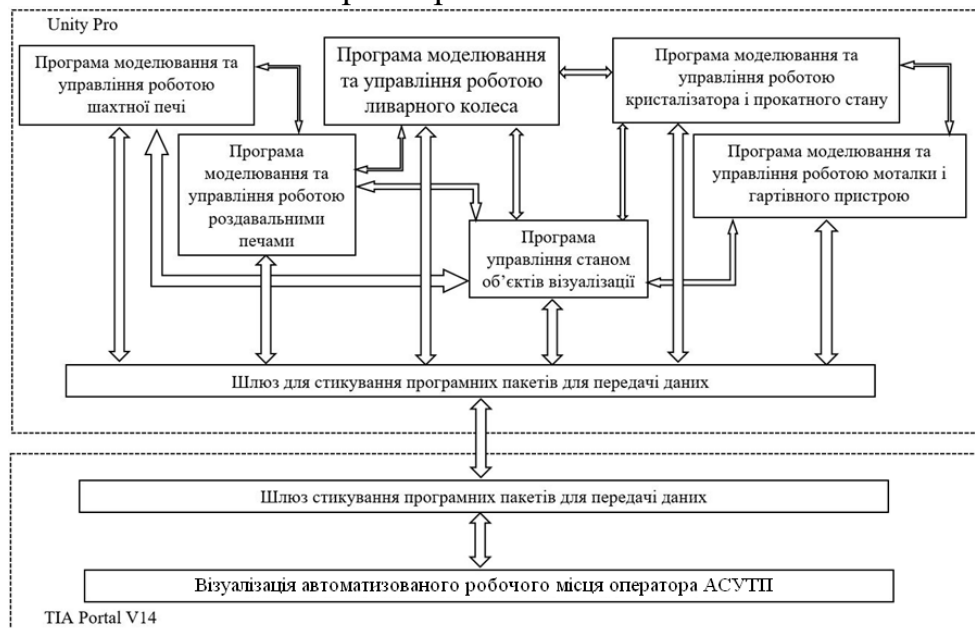 Unity Pro
Програма моделювання та
управління роботою
шахтної печі
Програма моделювання
та управління роботою
ливарного колеса
Програма моделювання та
управління роботою
кристалізатора і прокатного стану
Програма
моделювання та
управління роботою
роздавальними
печами
Програма моделювання та
управління роботою моталки і
гартівного пристрою
Програма
управління станом
об’єктів візуалізації
Шлюз для стикування програмних пакетів для передачі даних
Шлюз стикування програмних пакетів для передачі даних
Візуалізація автоматизованого робочого місця оператора АСУТП
TIA Portal V14